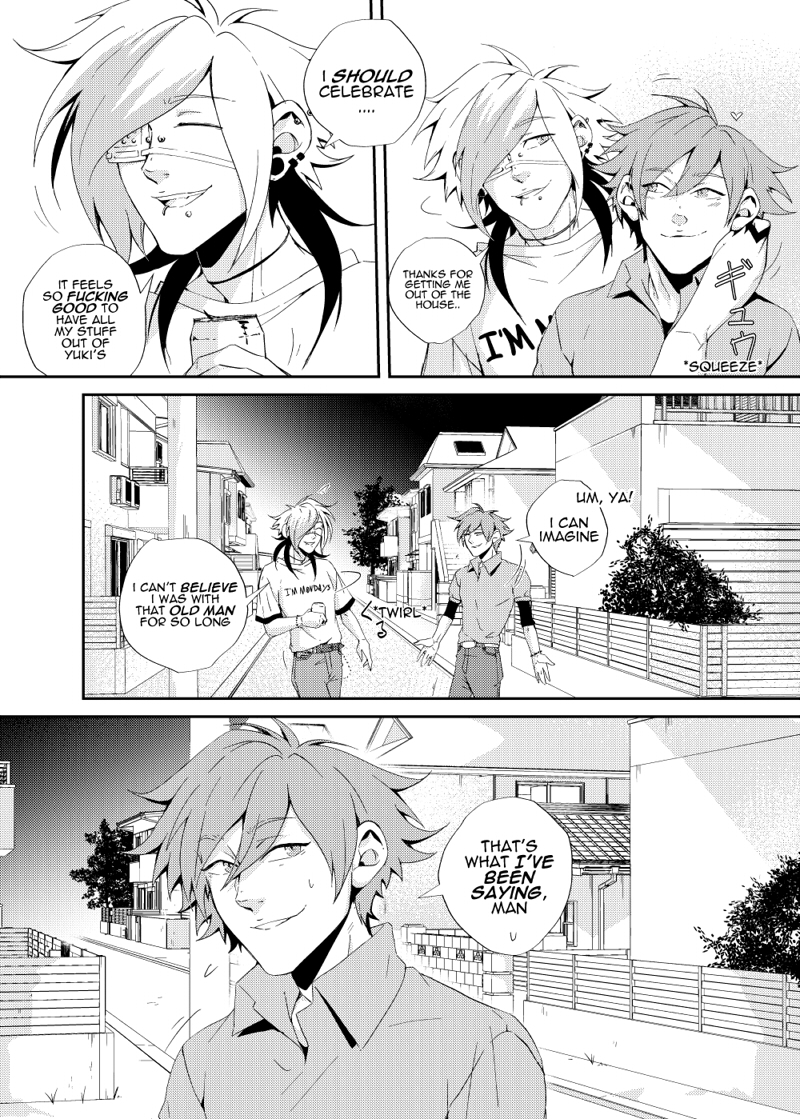 I SHOULD
CELEBRATE
....
IT FEELS
SO FUCKING
GOOD TO
HAVE ALL
MY STUFF
OUT OF
YUKI'S
THANKS FOR
GETTING ME
OUT OF THE
HOUSE..
I'M M
ギュウ
*SQUEEZE*
I CAN'T BELIEVE
I WAS WITH
THAT OLD MAN
FOR SO LONG
I'M MONDAYS
*TWIRL*
くる
UM, YA!
I CAN
IMAGINE
THAT'S
WHAT I'VE
BEEN
SAYING,
MAN